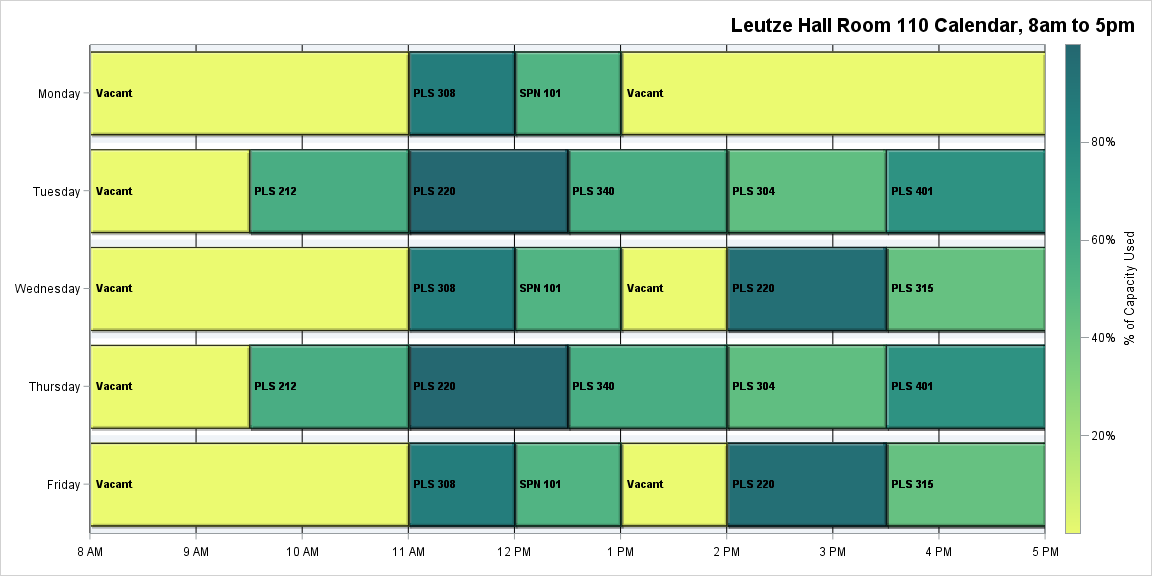 Leutze Hall Room 110 Calendar, 8am to 5pm
Monday
Vacant
PLS 308
SPN 101
Vacant
Tuesday
Vacant
PLS 212
PLS 220
PLS 340
PLS 304
PLS 401
Wednesday
Vacant
PLS 308
SPN 101
Vacant
PLS 220
PLS 315
Thursday
Vacant
PLS 212
PLS 220
PLS 340
PLS 304
PLS 401
Friday
Vacant
PLS 308
SPN 101
Vacant
PLS 220
PLS 315
8 AM
9 AM
10 AM
11 AM
12 PM
1 PM
2 PM
3 PM
4 PM
5 PM
80%
60%
40%
20%
% of Capacity Used